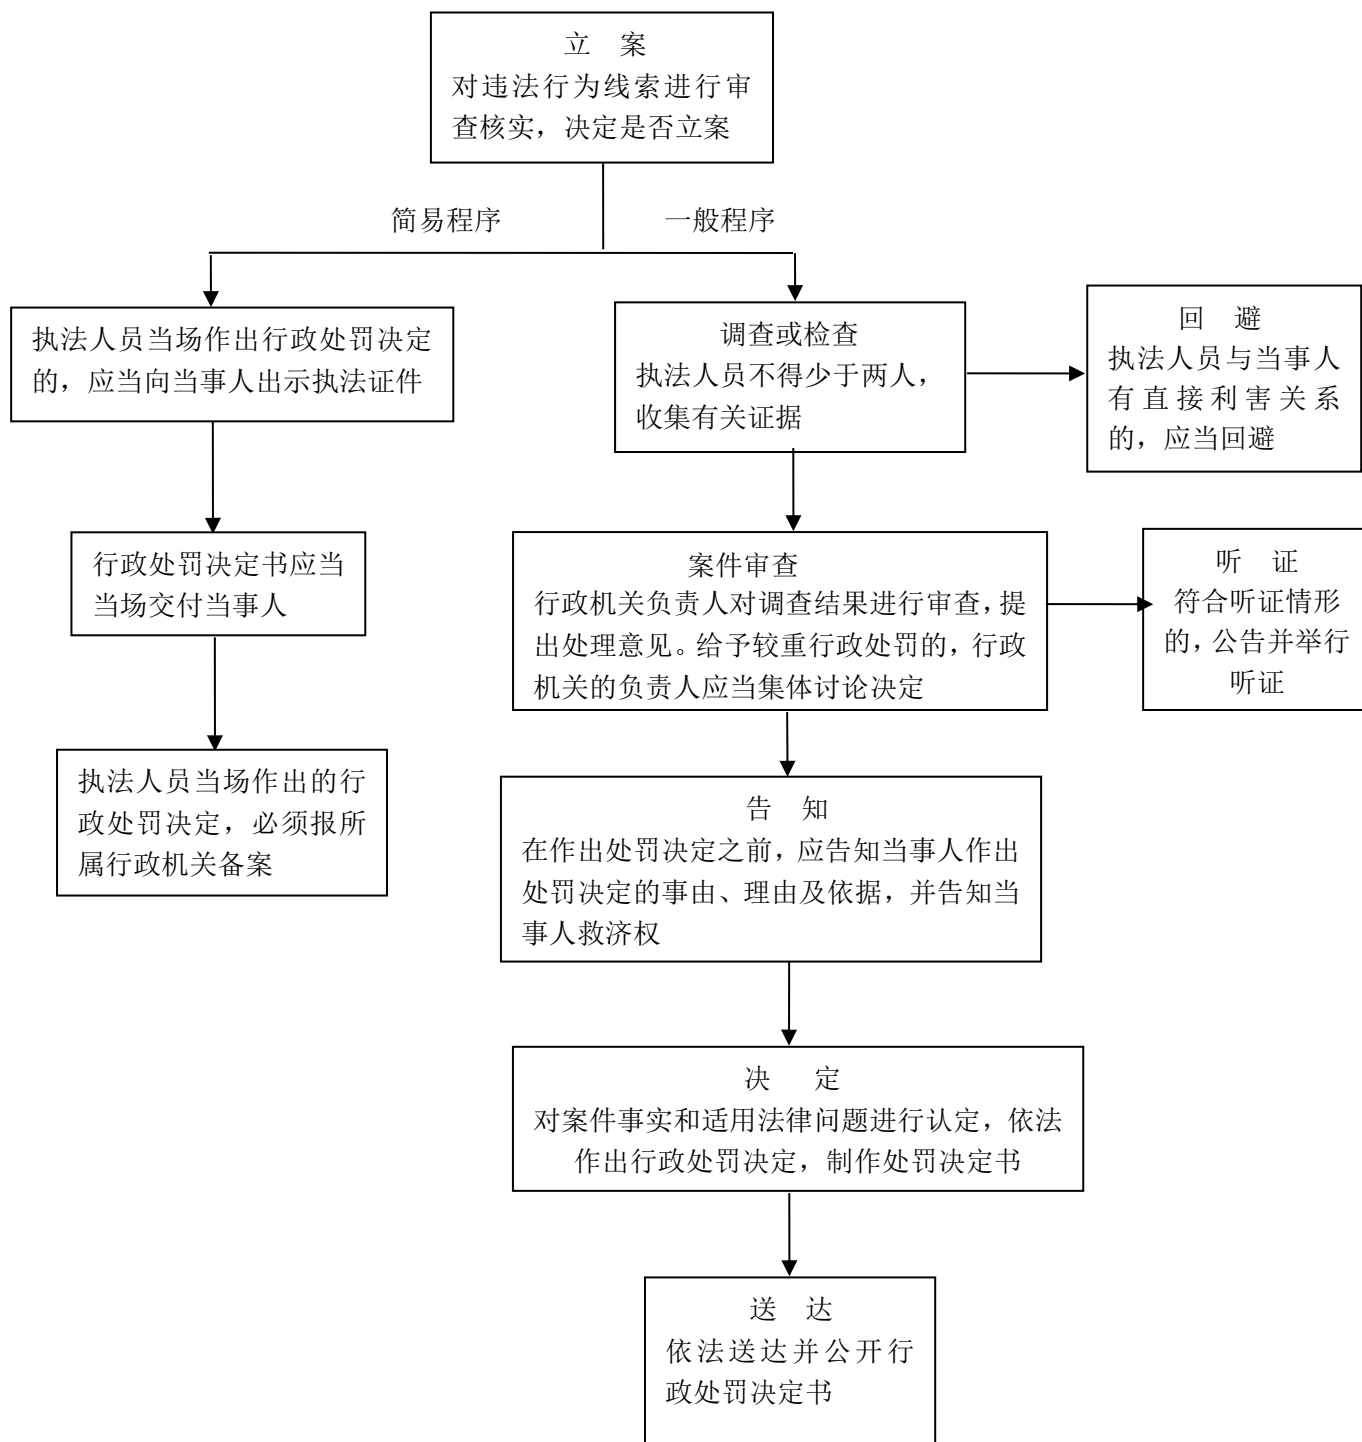 立 案
对违法行为线索进行审
查核实，决定是否立案
简易程序
一般程序
执法人员当场作出行政处罚决定
的，应当向当事人出示执法证件
调查或检查
执法人员不得少于两人，
收集有关证据
回 避
执法人员与当事人
有直接利害关系
的，应当回避
行政处罚决定书应当
当场交付当事人
案件审查
行政机关负责人对调查结果进行审查，提
出处理意见。给予较重行政处罚的，行政
机关的负责人应当集体讨论决定
听 证
符合听证情形
的，公告并举行
听证
执法人员当场作出的行
政处罚决定，必须报所
属行政机关备案
告 知
在作出处罚决定之前，应告知当事人作出
处罚决定的事由、理由及依据，并告知当
事人救济权
决 定
对案件事实和适用法律问题进行认定，依法
作出行政处罚决定，制作处罚决定书
送 达
依法送达并公开行
政处罚决定书